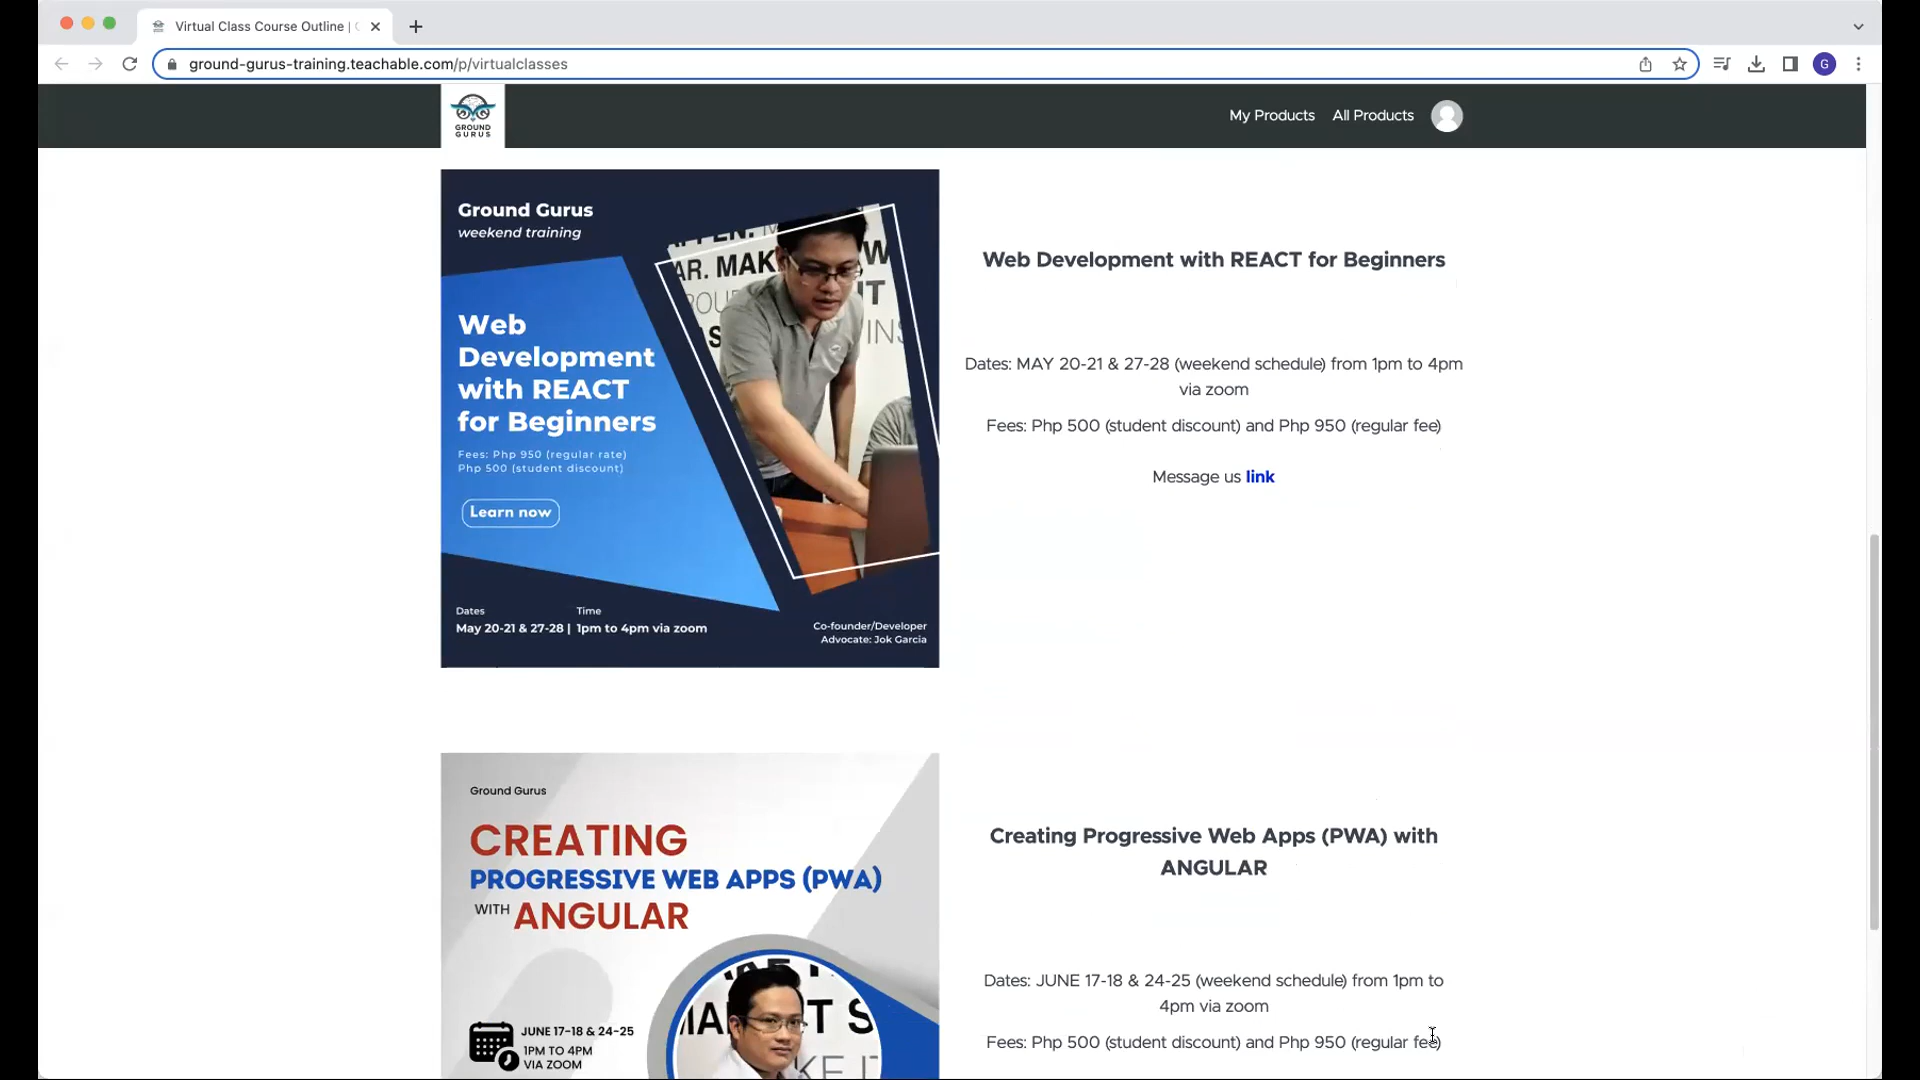 Virtual Class Course Outline |
ground-gurus-training.teachable.com/p/virtualclasses
G
GROUND
GURUS
My Products
All Products
Ground Gurus
weekend training
Web
Development
with REACT
for Beginners
Fees: Php 950 (regular rate)
Php 500 (student discount)
Learn now
Dates
May 20-21 & 27-28 |
Time
1pm to 4pm via zoom
Co-founder/Developer
Advocate: Jok Garcia
Web Development with REACT for Beginners
Dates: MAY 20-21 & 27-28 (weekend schedule) from 1pm to 4pm
via zoom
Fees: Php 500 (student discount) and Php 950 (regular fee)
Message us link
Ground Gurus
CREATING
PROGRESSIVE WEB APPS (PWA)
WITH ANGULAR
JUNE 17-18 & 24-25
1PM TO 4PM
VIA ZOOM
Creating Progressive Web Apps (PWA) with
ANGULAR
Dates: JUNE 17-18 & 24-25 (weekend schedule) from 1pm to
4pm via zoom
Fees: Php 500 (student discount) and Php 950 (regular fee)